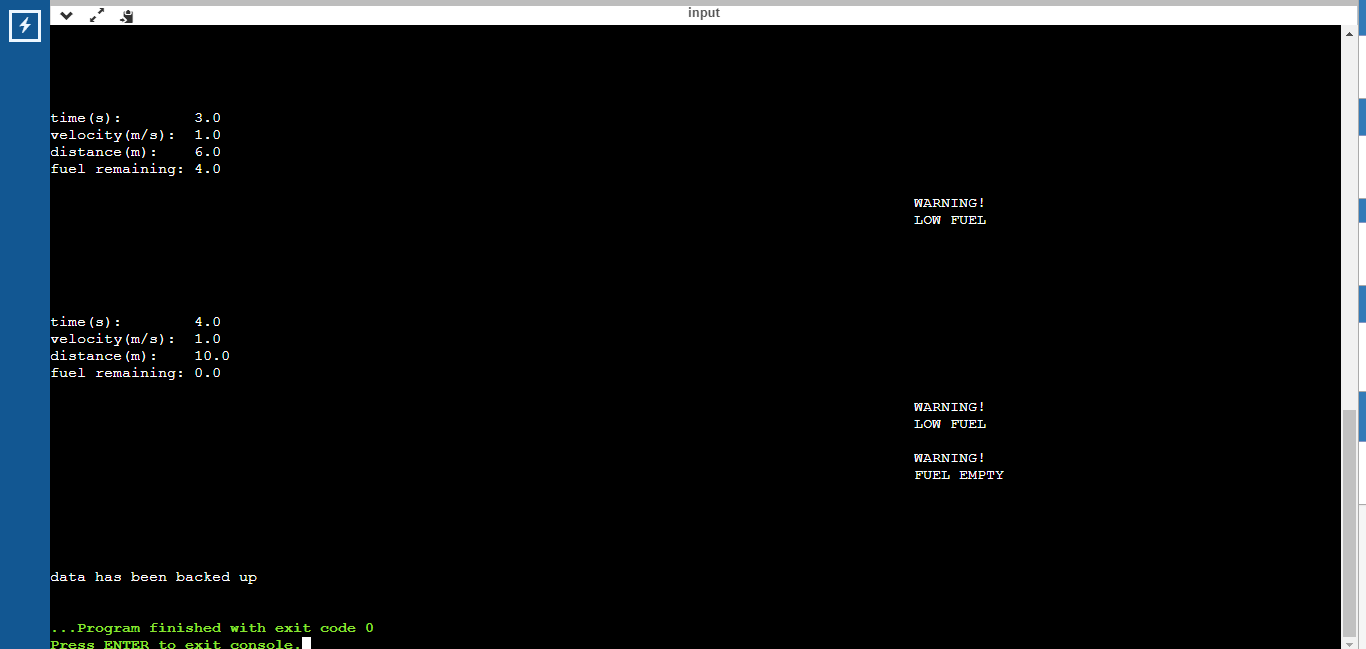 input
time(s): 3.0
velocity(m/s): 1.0
distance(m): 6.0
fuel remaining: 4.0
WARNING!
LOW FUEL
time(s): 4.0
velocity(m/s): 1.0
distance(m): 10.0
fuel remaining: 0.0
WARNING!
LOW FUEL
WARNING!
FUEL EMPTY
data has been backed up
...Program finished with exit code 0
Press ENTER to exit console.